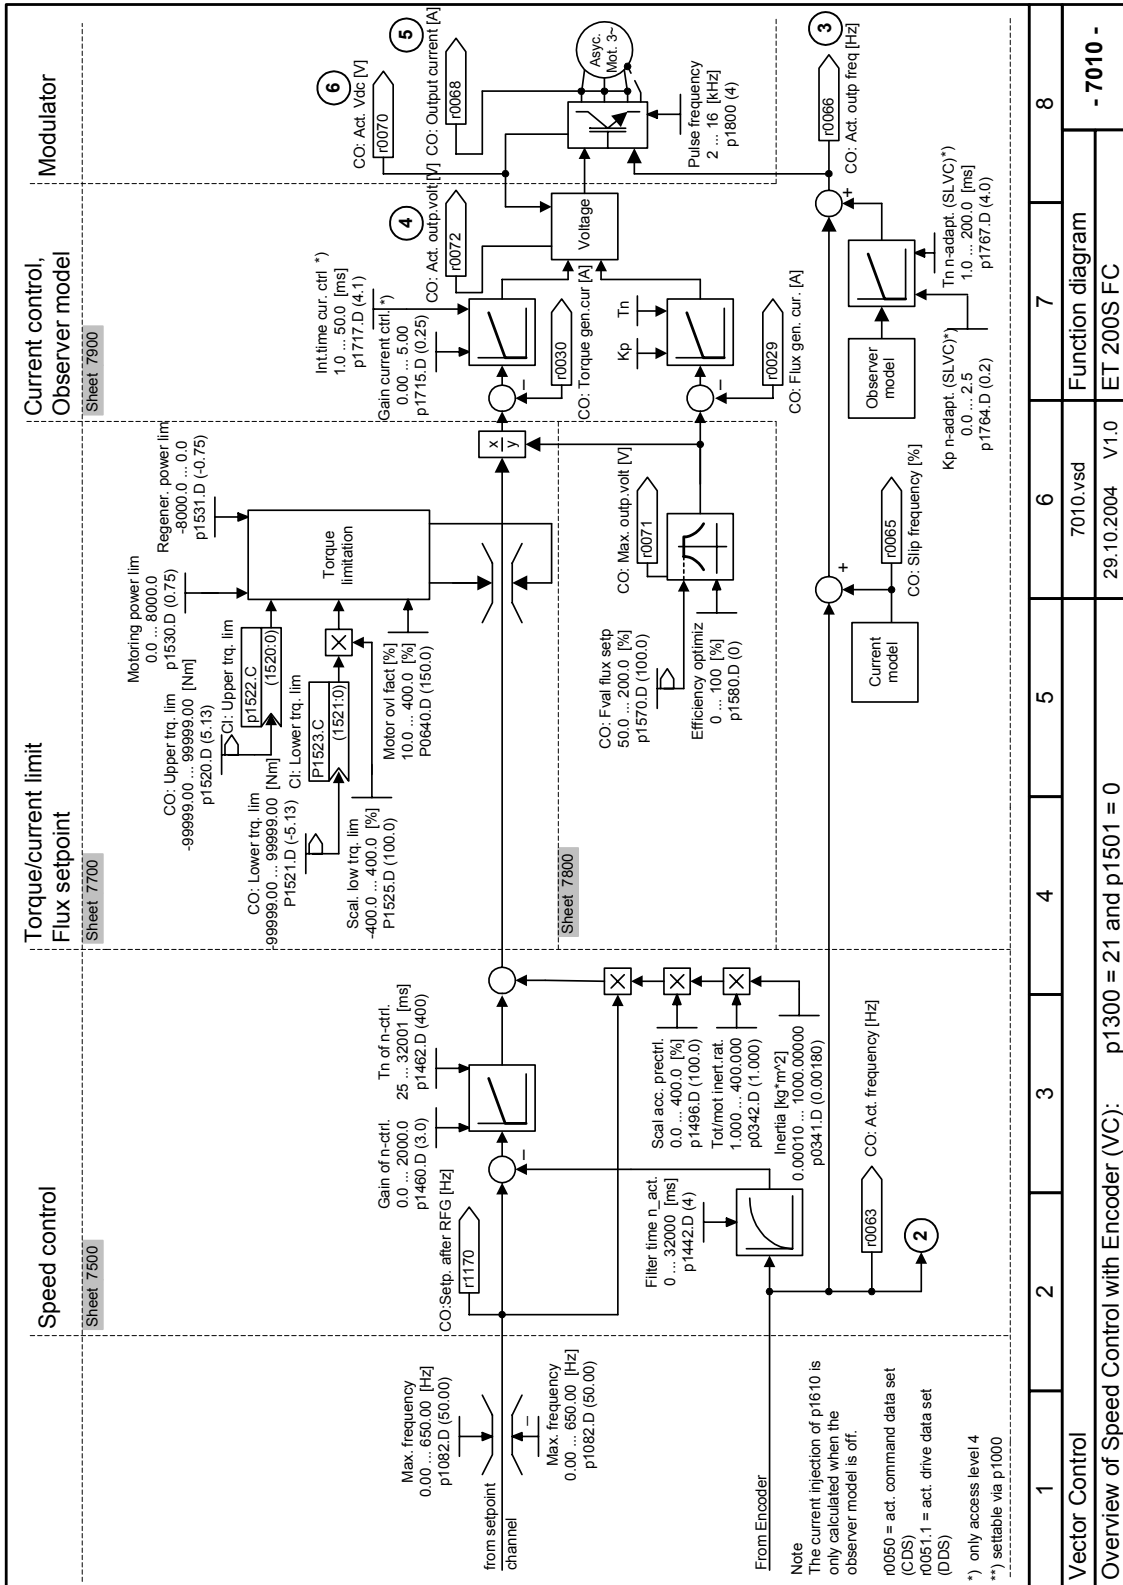 Speed control
Torque/current limit
Flux setpoint
Current control,
Observer model
Modulator
Sheet 7500
Sheet 7700
Sheet 7900
Sheet 7800
Max. frequency
0.00 ... 650.00 [Hz]
p1082.D (50.00)
from setpoint
channel
–
Max. frequency
0.00 ... 650.00 [Hz]
p1082.D (50.00)
CO:Setp. after RFG [Hz]
r1170
Gain of n-ctrl.
0.0 ... 2000.0
p1460.D (3.0)
Tn of n-ctrl.
25 ... 32001 [ms]
p1462.D (400)
–
Filter time n_act.
0 ... 32000 [ms]
p1442.D (4)
Scal acc. prectrl.
0.0 ... 400.0 [%]
p1496.D (100.0)
Tot/mot inert.rat.
1.000 ... 400.000
p0342.D (1.000)
Inertia [kg*m^2]
0.00010 ... 1000.00000
p0341.D (0.00180)
From Encoder
CO: Act. frequency [Hz]
r0063
2
CO: Upper trq. lim
-99999.00 ... 99999.00 [Nm]
p1520.D (5.13)
CI: Upper trq. lim
p1522.C
(1520:0)
CO: Lower trq. lim
-99999.00 ... 99999.00 [Nm]
P1521.D (-5.13)
CI: Lower trq. lim
P1523.C
(1521:0)
Scal. low trq. lim
-400.0 ... 400.0 [%]
P1525.D (100.0)
Motor ovl fact [%]
10.0 ... 400.0 [%]
P0640.D (150.0)
Motoring power lim
0.0 ... 8000.0
p1530.D (0.75)
Regener. power lim
-8000.0 ... 0.0
p1531.D (-0.75)
Torque
limitation
x
y
CO: Fval flux setp
50.0 ... 200.0 [%]
p1570.D (100.0)
Efficiency optimiz
0 ... 100 [%]
p1580.D (0)
CO: Max. outp.volt [V]
r0071
Int.time cur. ctrl *)
1.0 ... 50.0 [ms]
p1717.D (4.1)
Gain current ctrl. *)
0.00 ... 5.00
p1715.D (0.25)
–
r0030
CO: Torque gen.cur [A]
Kp
Tn
–
r0029
CO: Flux gen. cur. [A]
4
CO: Act. outp.volt [V]
r0072
Voltage
6
CO: Act. Vdc [V]
r0070
5
CO: Output current [A]
r0068
Asyc.
Mot. 3~
Pulse frequency
2 ... 16 [kHz]
p1800 (4)
3
CO: Act. outp freq [Hz]
r0066
Current
model
+
r0065
CO: Slip frequency [%]
Observer
model
+
Kp n-adapt. (SLVC)*)
0.0 ... 2.5
p1764.D (0.2)
Tn n-adapt. (SLVC)*)
1.0 ... 200.0 [ms]
p1767.D (4.0)
Note
The current injection of p1610 is
only calculated when the
observer model is off.
r0050 = act. command data set
(CDS)
r0051.1 = act. drive data set
(DDS)
*) only access level 4
**) settable via p1000
1 2 3 4 5 6 7 8
Vector Control 7010.vsd Function diagram - 7010 -
Overview of Speed Control with Encoder (VC): p1300 = 21 and p1501 = 0 29.10.2004 V1.0 ET 200S FC